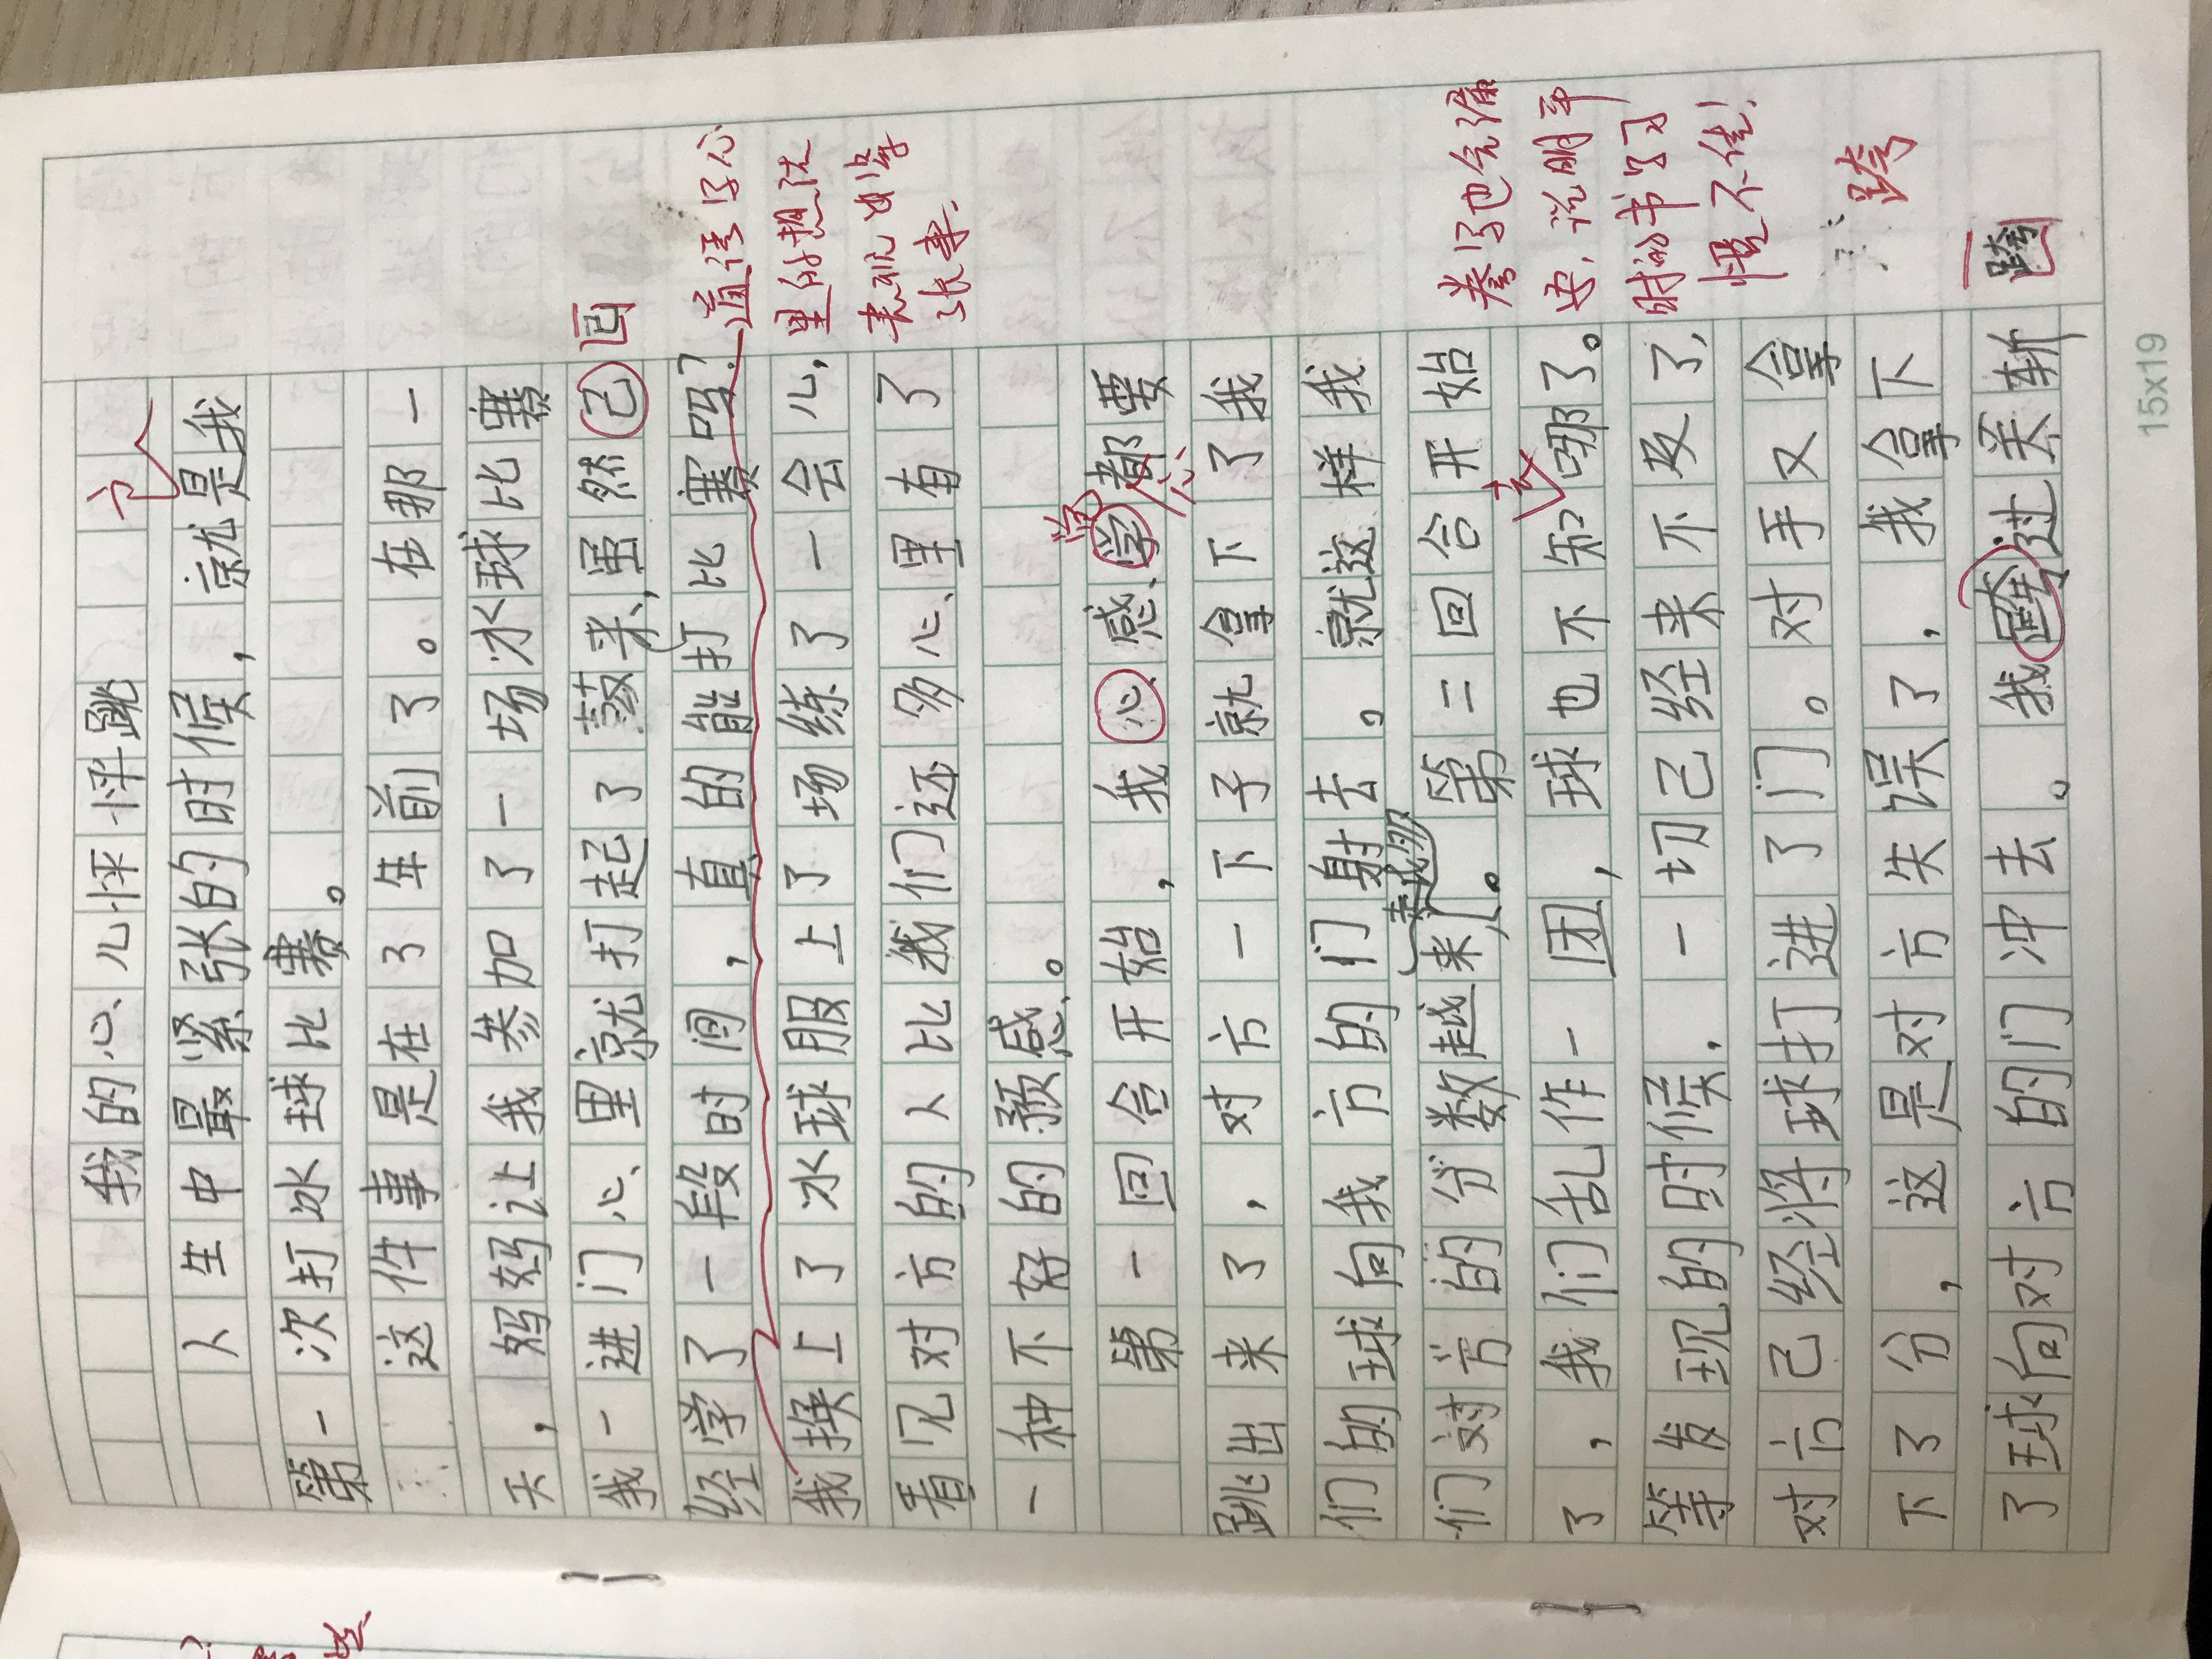 我的心儿怦怦跳
人生中最紧张的时候，就是我
第一次打冰球比赛。
这件事是在了年前了。在那一
天，妈妈让我参加了一场冰球比赛
我一进门心里就打起了鼓来，虽然己
已
经学了一段时间，真的能打比赛吗？
道语写心
我换上了冰球服上了场练了一会儿，
里的想法
表现出紧
看见对方的人比我们还多心里有了
张来
一种不好的预感。
觉
第一回合开始，我心感学都要
心
跳出来了，对方一下子就拿下了我
们的球向我方的门射去。就这样我
越多
们对方的分数越来。第二回合开始
誊写也会漏
去
了，我们乱作一团，球也不知哪了。
字，说明平
等发现的时候，一切己经来不及了，
时的书写习
惯不佳！
对方己经将球打进了门。对手又拿
跨
下了分，这是对方失误了，我拿下
了球向对方的门冲去。我跨过关斩
跨
15x19